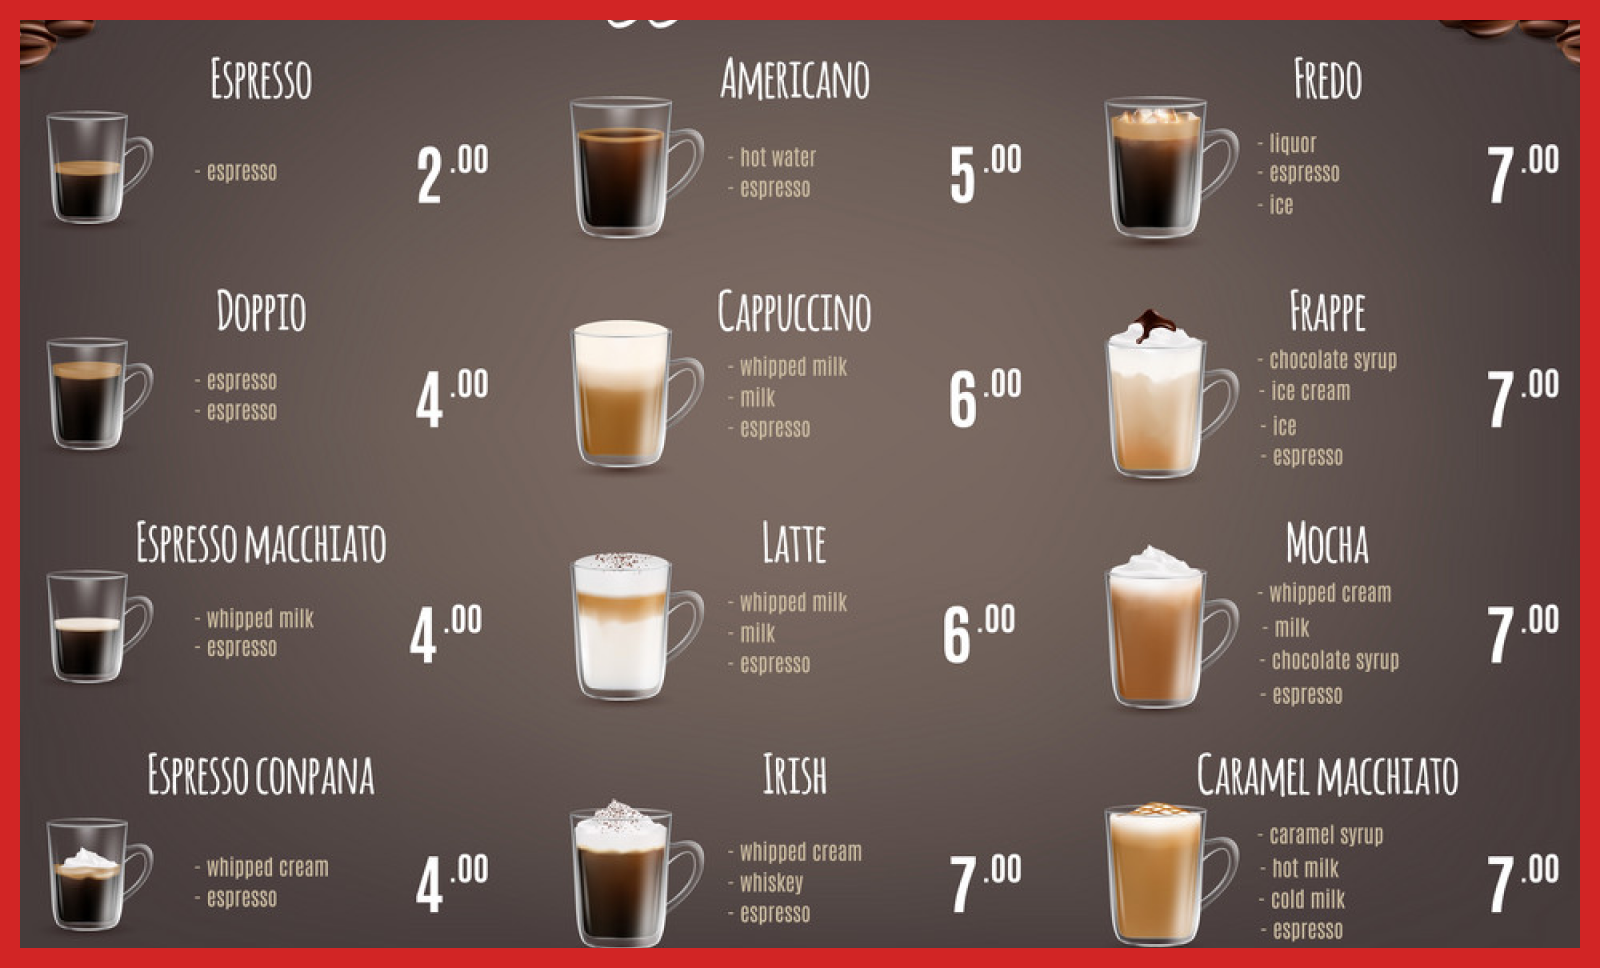 Espresso
- espresso
2.00
Americano
- hot water
- espresso
5.00
Fredo
- liquor
- espresso
- ice
7.00
Doppio
- espresso
- espresso
4.00
Cappuccino
- whipped milk
- milk
- espresso
6.00
Frappe
- chocolate syrup
- ice cream
- ice
- espresso
7.00
Espresso macchiato
- whipped milk
- espresso
4.00
Latte
- whipped milk
- milk
- espresso
6.00
Mocha
- whipped cream
- milk
- chocolate syrup
- espresso
7.00
Espresso conpana
- whipped cream
- espresso
4.00
Irish
- whipped cream
- whiskey
- espresso
7.00
Caramel macchiato
- caramel syrup
- hot milk
- cold milk
- espresso
7.00